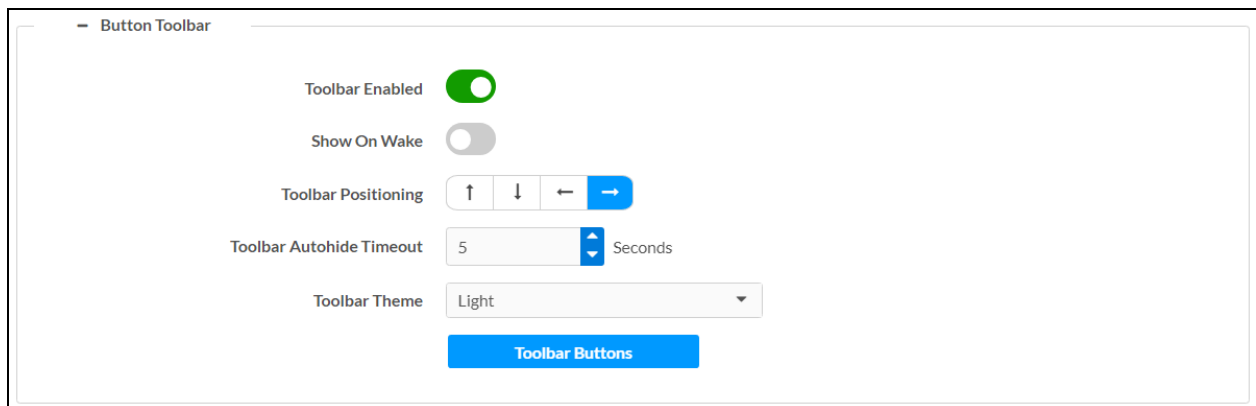 Button Toolbar
Toolbar Enabled
Show On Wake
Toolbar Positioning ↑ ↓ ← →
Toolbar Autohide Timeout 5 Seconds
Toolbar Theme Light
Toolbar Buttons